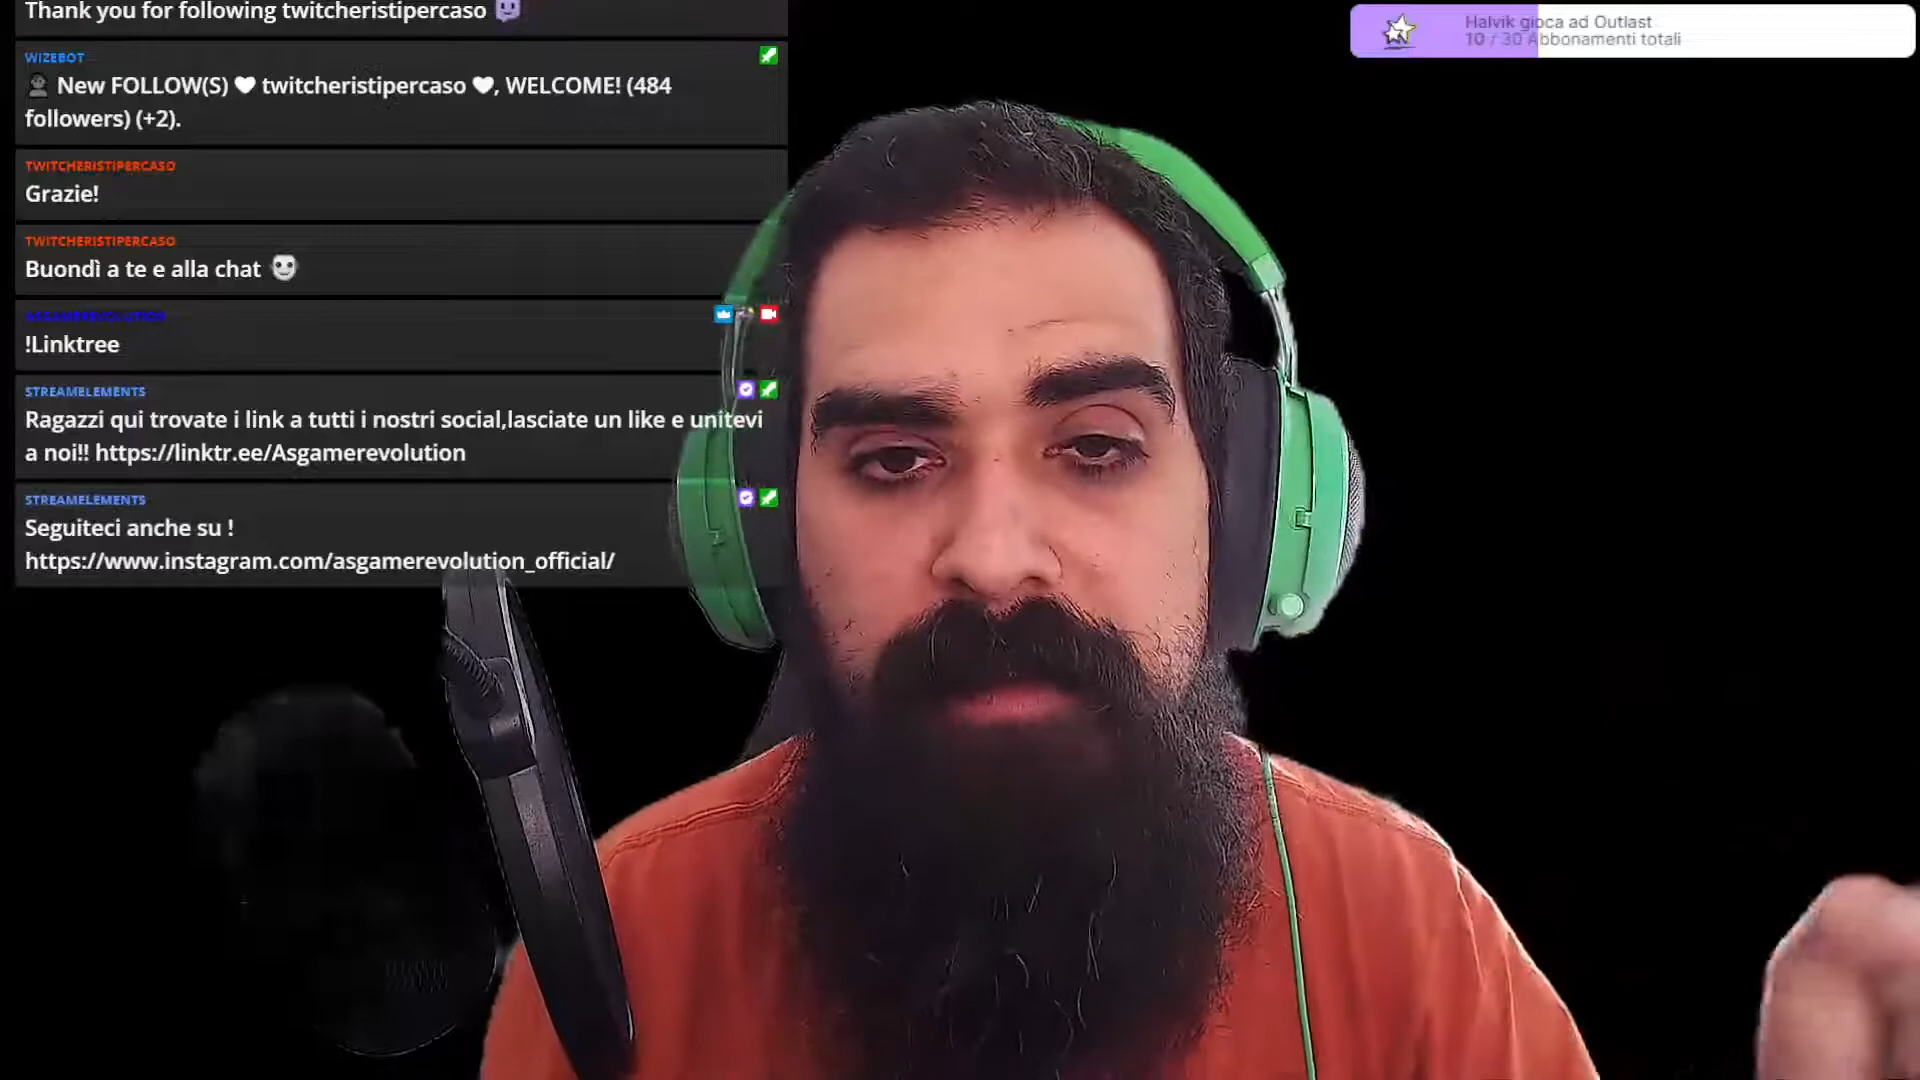 Thank you for following twitcheristipercaso
WIZEBOT
New FOLLOW(S) ♥ twitcheristipercaso ♥, WELCOME! (484
followers) (+2).
TWITCHERISTIPERCASO
Grazie!
TWITCHERISTIPERCASO
Buondì a te e alla chat
ASGAMEREVOLUTION
!Linktree
STREAMELEMENTS
Ragazzi qui trovate i link a tutti i nostri social,lasciate un like e unitevi
a noi!! https://linktr.ee/Asgamerevolution
STREAMELEMENTS
Seguiteci anche su !
https://www.instagram.com/asgamerevolution_official/
Halvik gioca ad Outlast
10 / 30 Abbonamenti totali